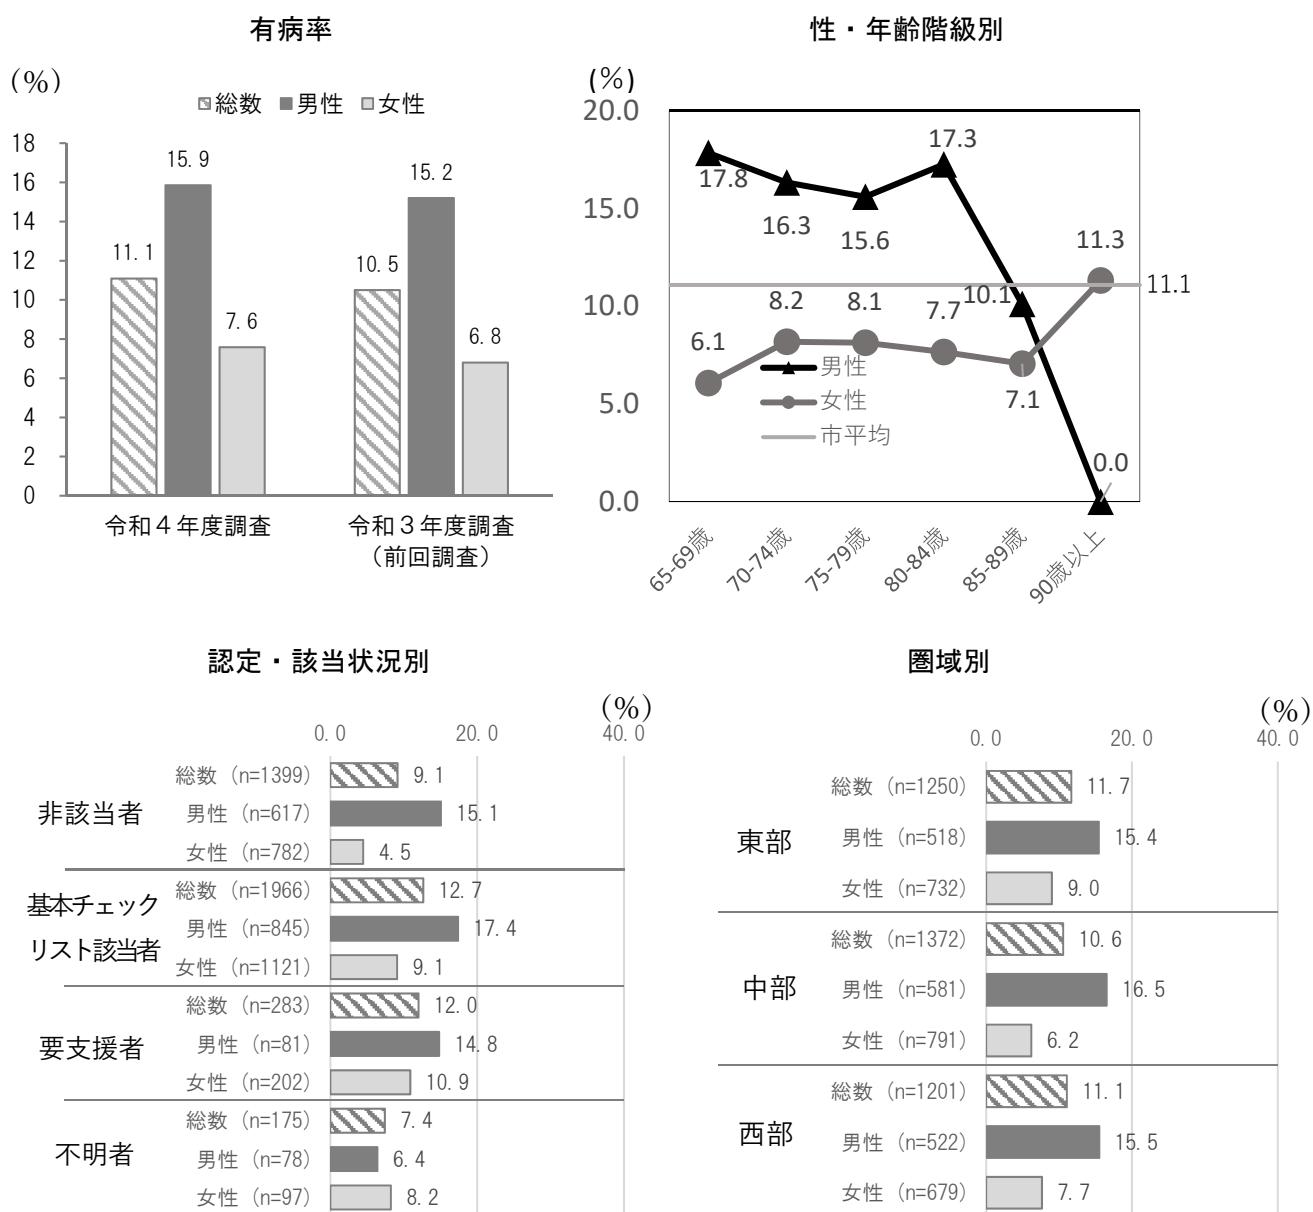 有病率
(%)
総数 男性 女性
18
16
14
12
10
8
6
4
2
0
11.1
15.9
7.6
10.5
15.2
6.8
令和４年度調査
令和３年度調査
（前回調査）
性・年齢階級別
(%)
20.0
15.0
10.0
5.0
0.0
17.8
16.3
15.6
17.3
10.1
0.0
6.1
8.2
8.1
7.7
7.1
11.3
11.1
男性
女性
市平均
65-69歳
70-74歳
75-79歳
80-84歳
85-89歳
90歳以上
認定・該当状況別
(%)
0.0 20.0 40.0
非該当者
総数（n=1399） 9.1
男性（n=617） 15.1
女性（n=782） 4.5
基本チェック
リスト該当者
総数（n=1966） 12.7
男性（n=845） 17.4
女性（n=1121） 9.1
要支援者
総数（n=283） 12.0
男性（n=81） 14.8
女性（n=202） 10.9
不明者
総数（n=175） 7.4
男性（n=78） 6.4
女性（n=97） 8.2
圏域別
(%)
0.0 20.0 40.0
東部
総数（n=1250） 11.7
男性（n=518） 15.4
女性（n=732） 9.0
中部
総数（n=1372） 10.6
男性（n=581） 16.5
女性（n=791） 6.2
西部
総数（n=1201） 11.1
男性（n=522） 15.5
女性（n=679） 7.7